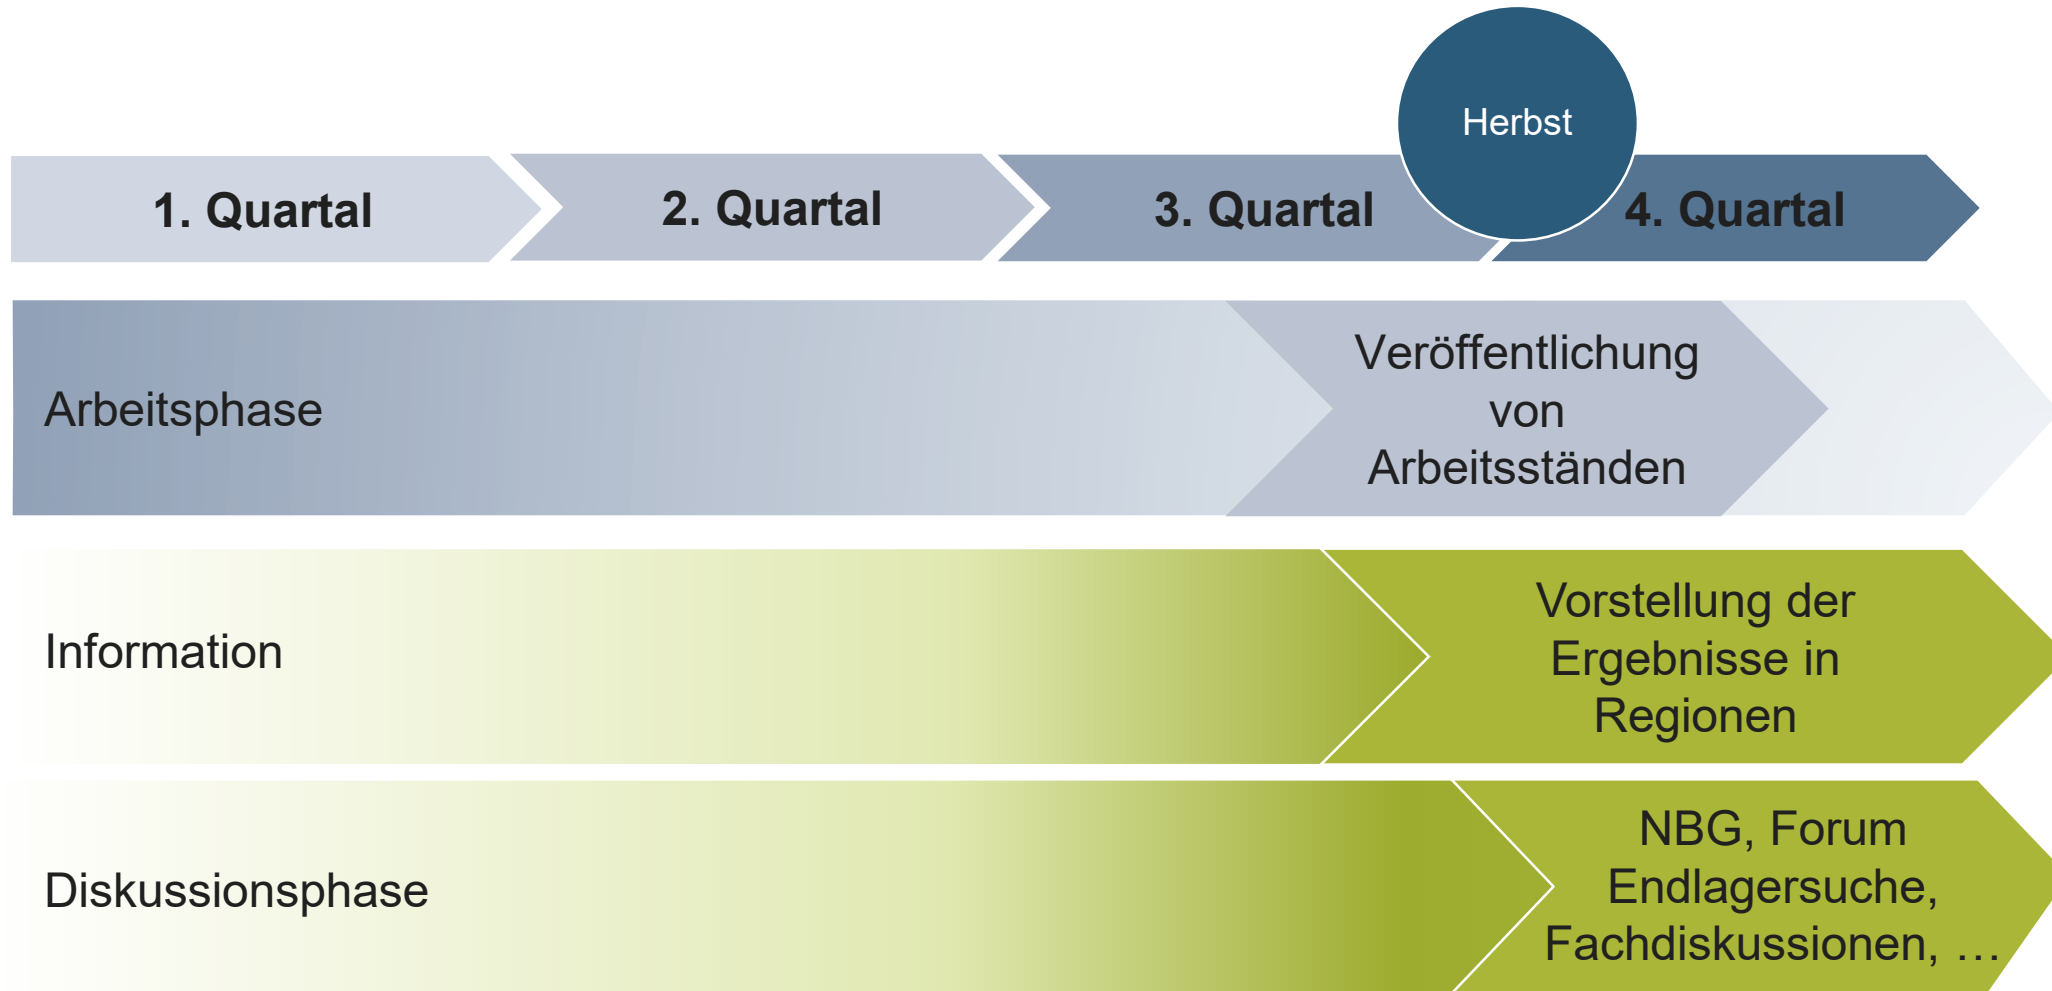 Herbst
1. Quartal
2. Quartal
3. Quartal
4. Quartal
Arbeitsphase
Veröffentlichung
von
Arbeitsständen
Information
Vorstellung der
Ergebnisse in
Regionen
Diskussionsphase
NBG, Forum
Endlagersuche,
Fachdiskussionen, …